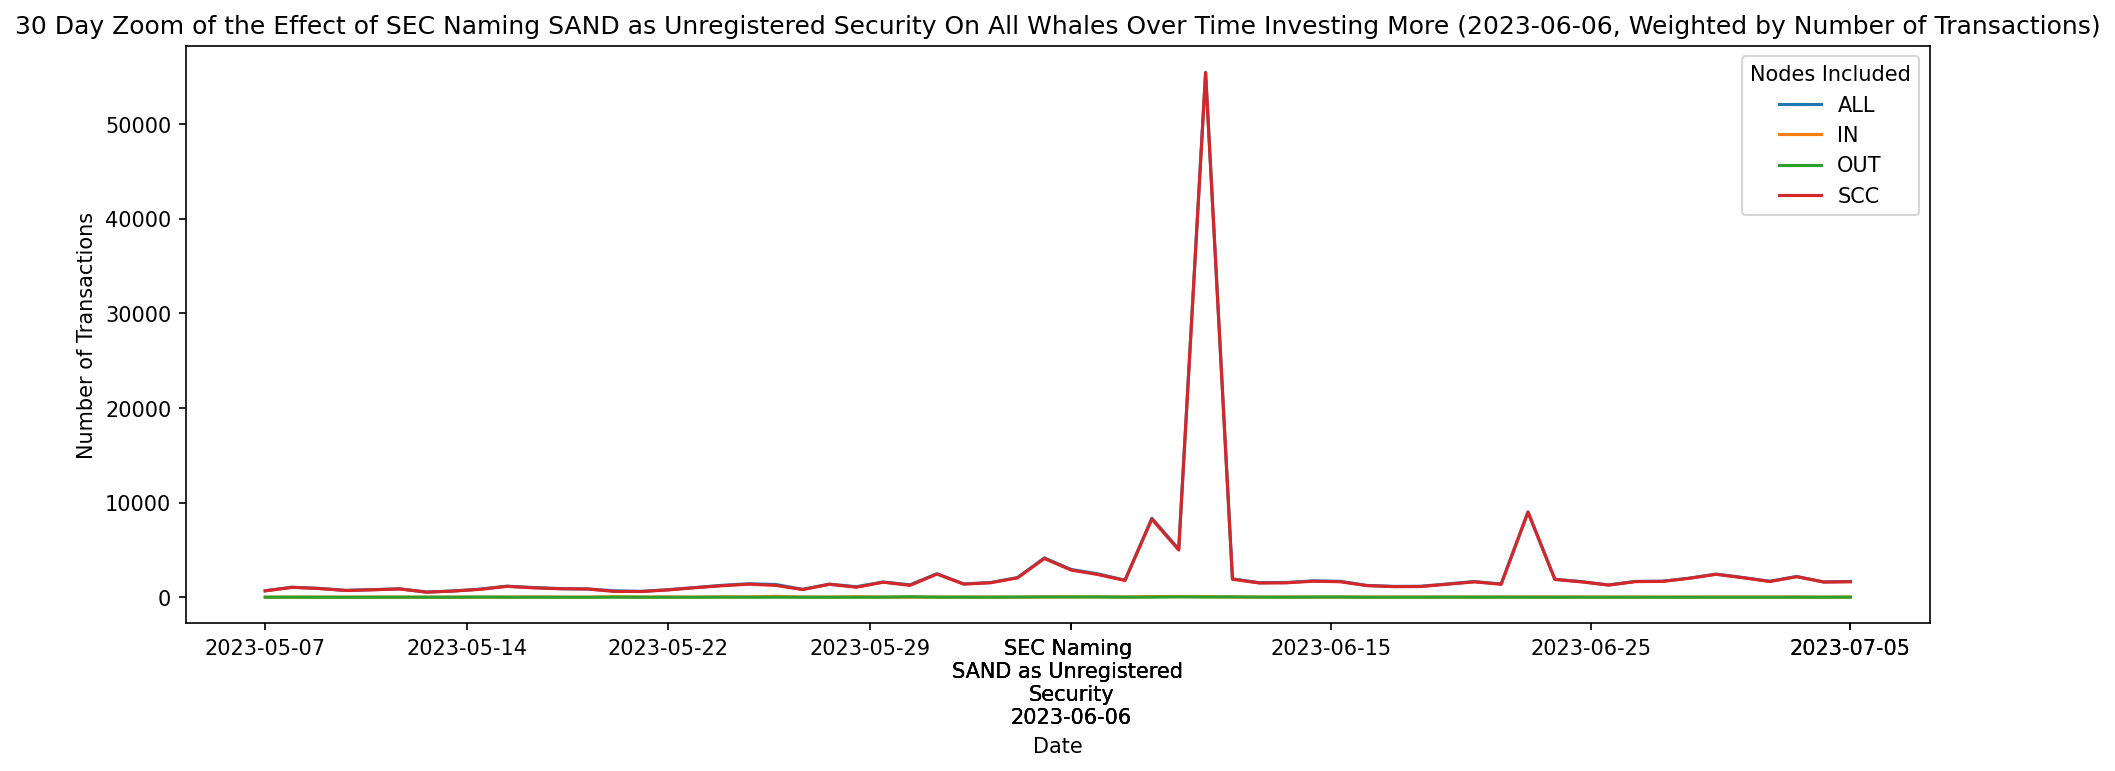 30 Day Zoom of the Effect of SEC Naming SAND as Unregistered Security On All Whales Over Time Investing More (2023-06-06, Weighted by Number of Transactions)
Nodes Included
ALL
IN
OUT
SCC
Number of Transactions
50000
40000
30000
20000
10000
0
2023-05-07
2023-05-14
2023-05-22
2023-05-29
SEC Naming
SAND as Unregistered
Security
2023-06-06
2023-06-15
2023-06-25
2023-07-05
Date